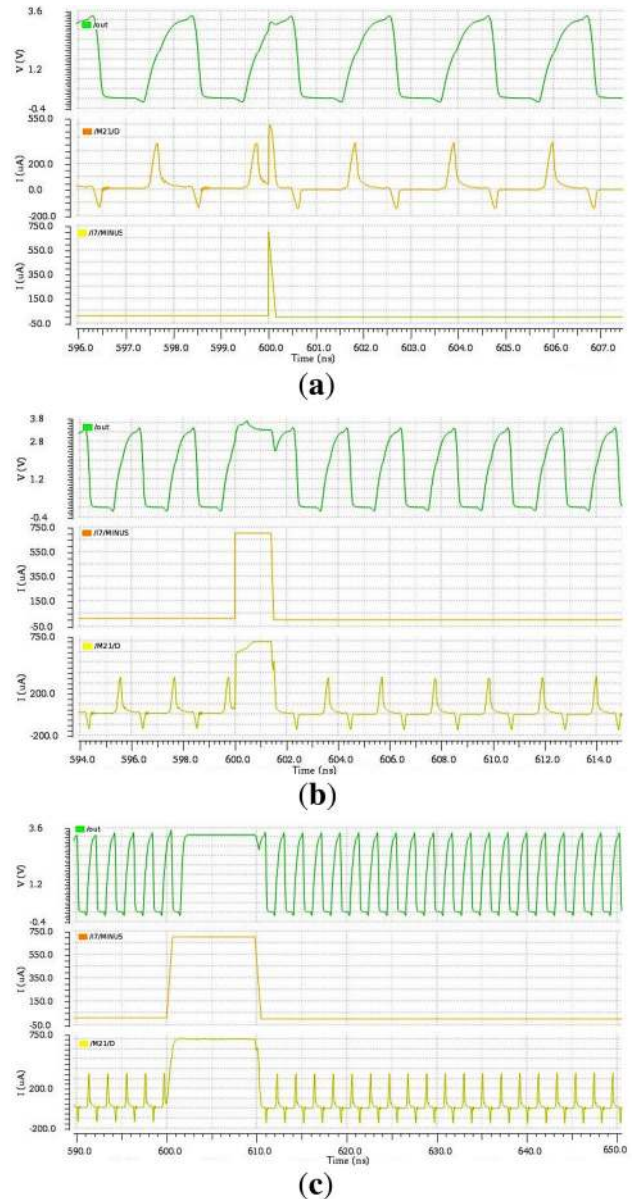 3.6
/out
V (V)
1.2
-0.4
550.0
/M21/D
I (uA)
200.0
0.0
-200.0
750.0
/I7/MINUS
I (uA)
350.0
150.0
-50.0
596.0 597.0 598.0 599.0 600.0 601.0 602.0 603.0 604.0 605.0 606.0 607.0
Time (ns)
(a)
3.8
/out
2.8
V (V)
1.2
-0.4
750.0
/I7/MINUS
I (uA)
350.0
150.0
-50.0
750.0
/M21/D
I (uA)
200.0
-200.0
594.0 596.0 598.0 600.0 602.0 604.0 606.0 608.0 610.0 612.0 614.0
Time (ns)
(b)
3.6
/out
V (V)
1.2
-0.4
750.0
/I7/MINUS
I (uA)
350.0
150.0
-50.0
750.0
/M21/D
I (uA)
200.0
-200.0
590.0 600.0 610.0 620.0 630.0 640.0 650.0
Time (ns)
(c)